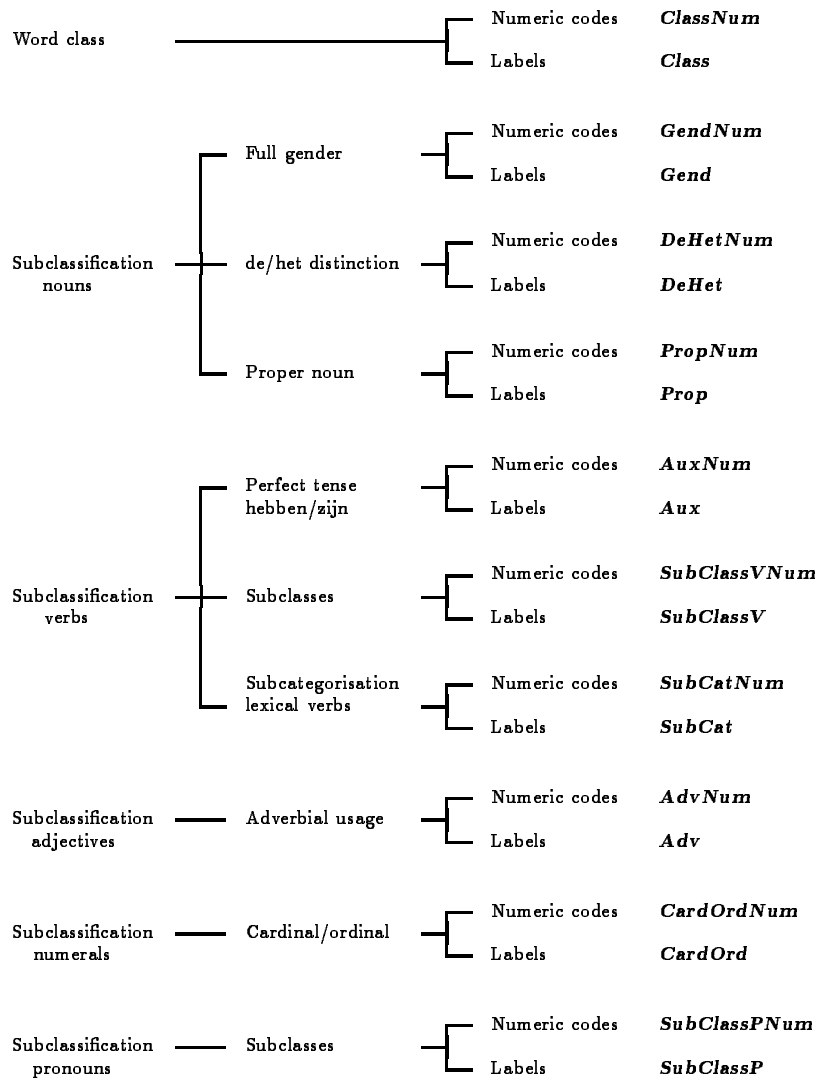 Numeric codes ClassNum
Word class
Labels Class
Numeric codes GendNum
Full gender
Labels Gend
Numeric codes DeHetNum
Subclassification de/het distinction
nouns
Labels DeHet
Numeric codes PropNum
Proper noun
Labels Prop
Numeric codes AuxNum
Perfect tense
hebben/zijn
Labels Aux
Numeric codes SubClassVNum
Subclassification Subclasses
verbs
Labels SubClassV
Numeric codes SubCatNum
Subcategorisation
lexical verbs
Labels SubCat
Numeric codes AdvNum
Subclassification Adverbial usage
adjectives
Labels Adv
Numeric codes CardOrdNum
Subclassification Cardinal/ordinal
numerals
Labels CardOrd
Numeric codes SubClassPNum
Subclassification Subclasses
pronouns
Labels SubClassP